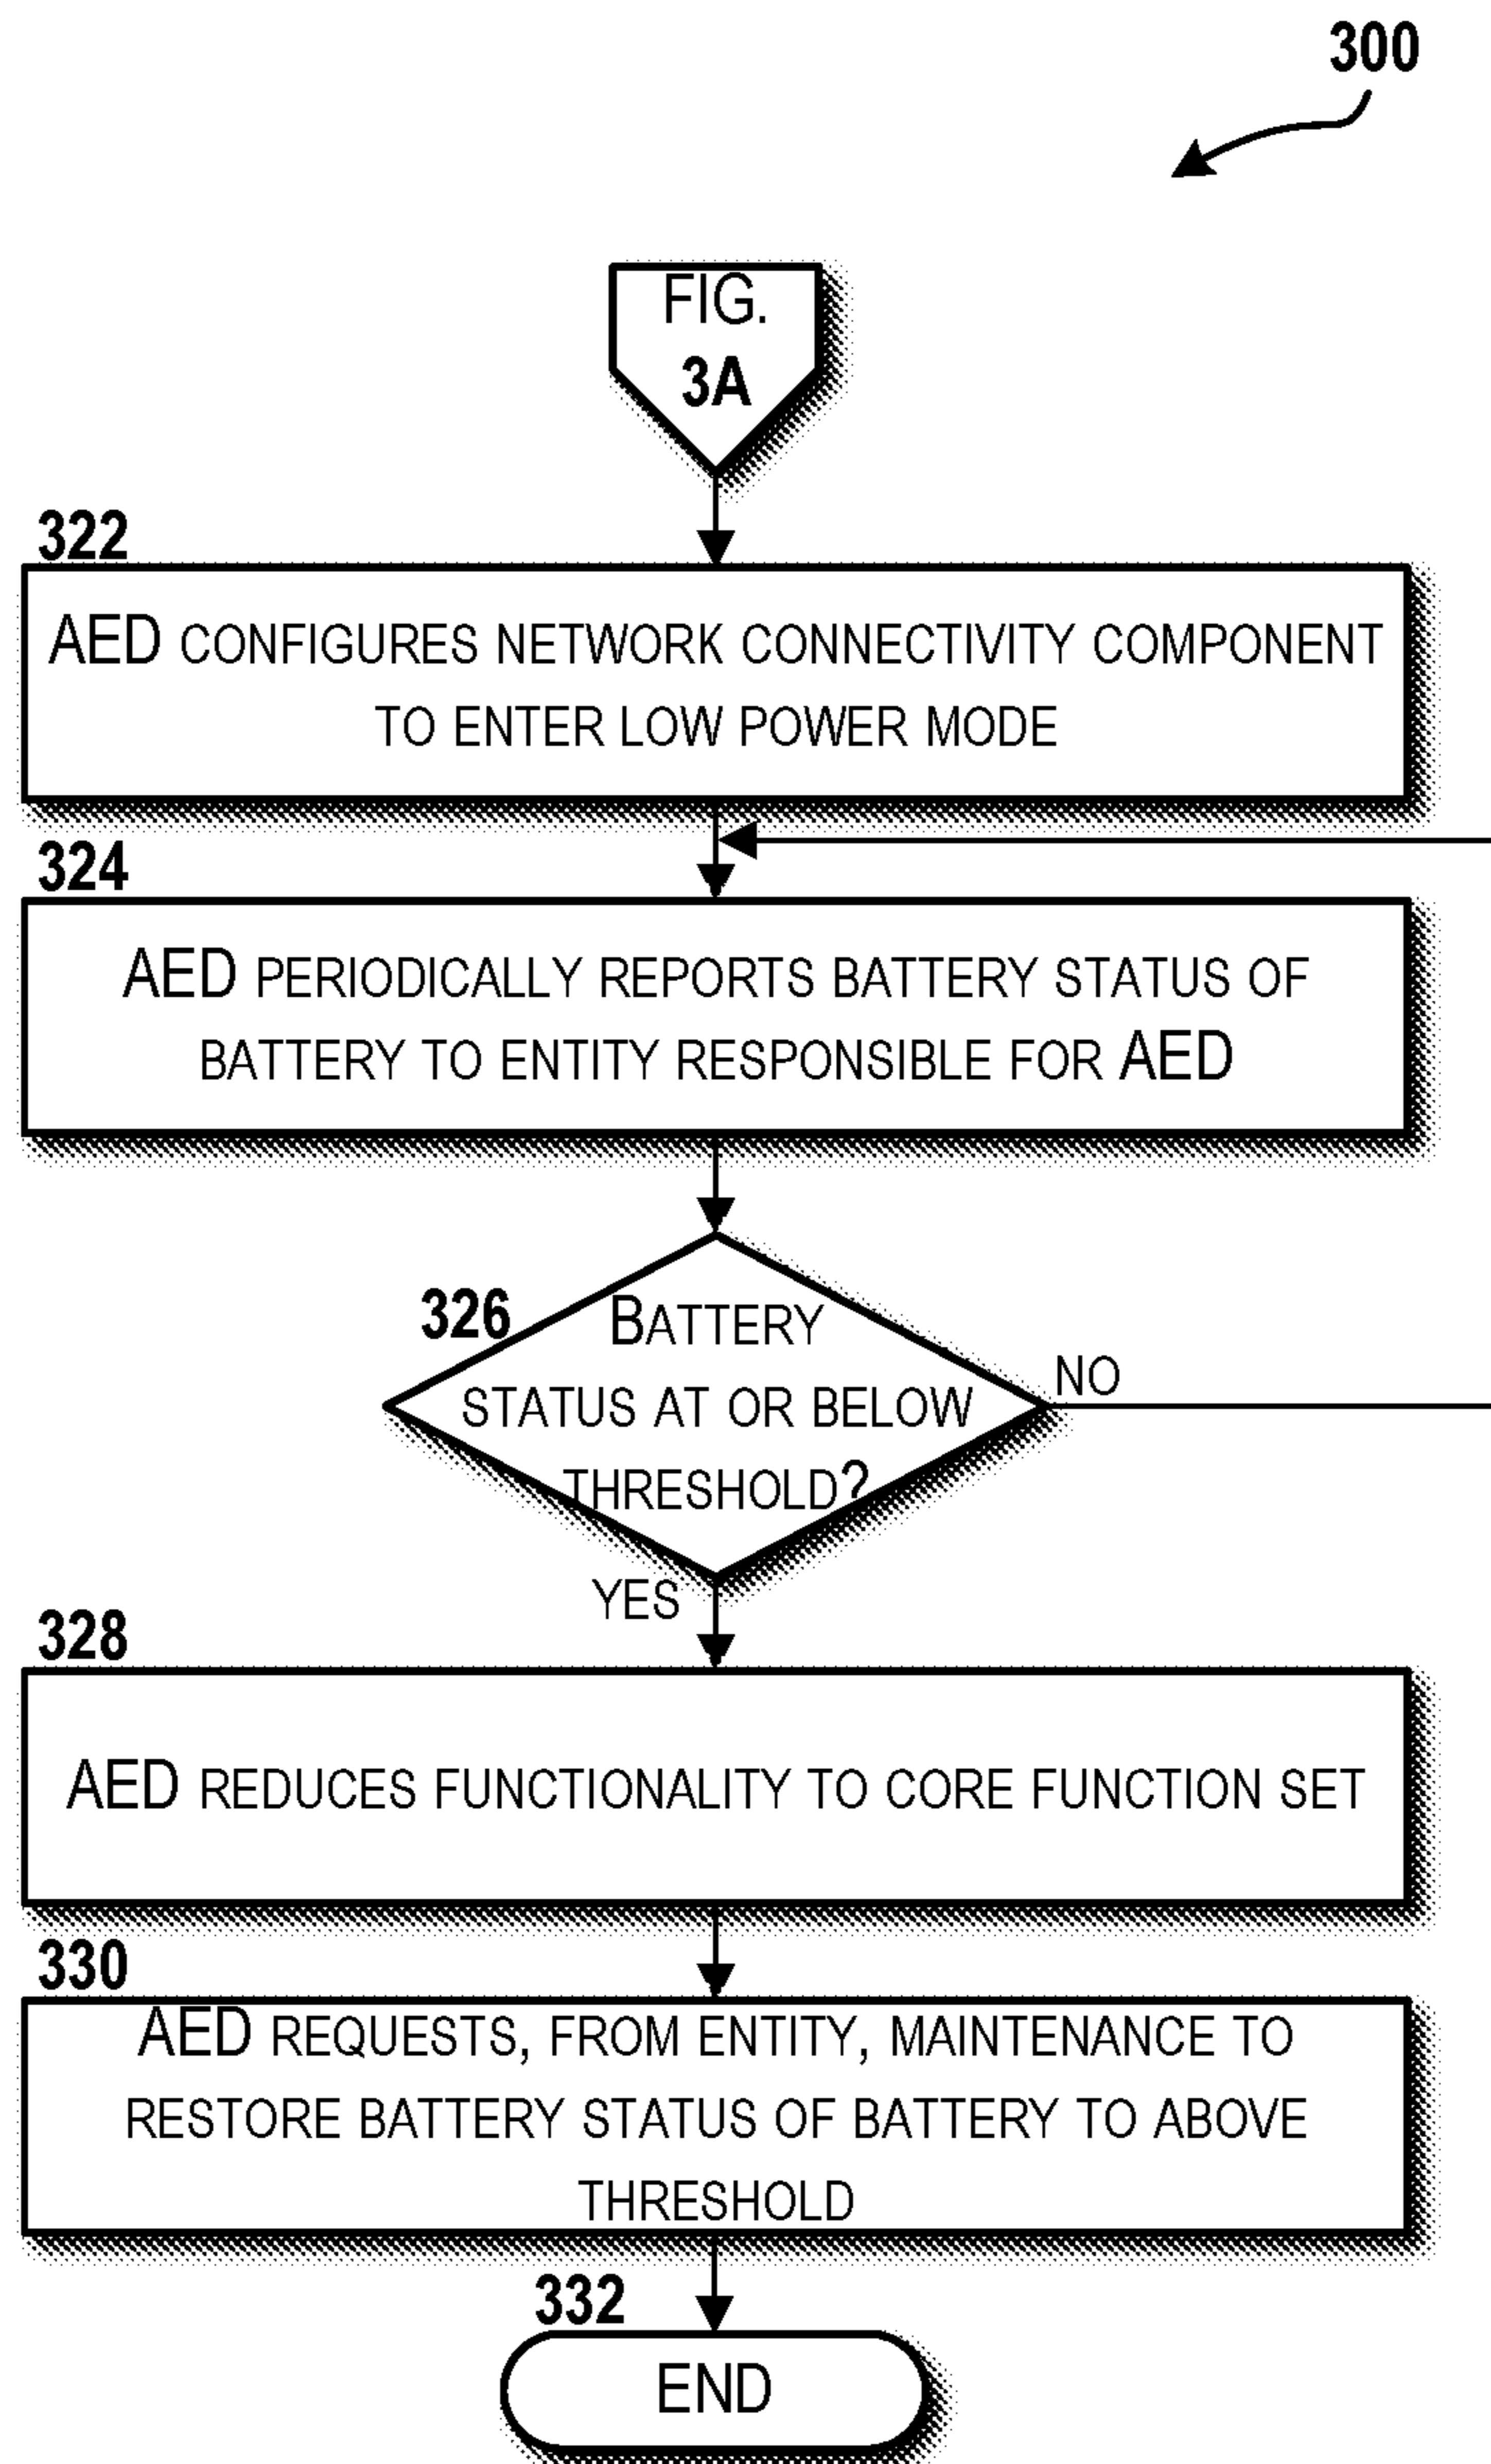 300
FIG.
3A
322
AED CONFIGURES NETWORK CONNECTIVITY COMPONENT
TO ENTER LOW POWER MODE
324
AED PERIODICALLY REPORTS BATTERY STATUS OF
BATTERY TO ENTITY RESPONSIBLE FOR AED
326
BATTERY
STATUS AT OR BELOW
THRESHOLD?
NO
YES
328
AED REDUCES FUNCTIONALITY TO CORE FUNCTION SET
330
AED REQUESTS, FROM ENTITY, MAINTENANCE TO
RESTORE BATTERY STATUS OF BATTERY TO ABOVE
THRESHOLD
332
END